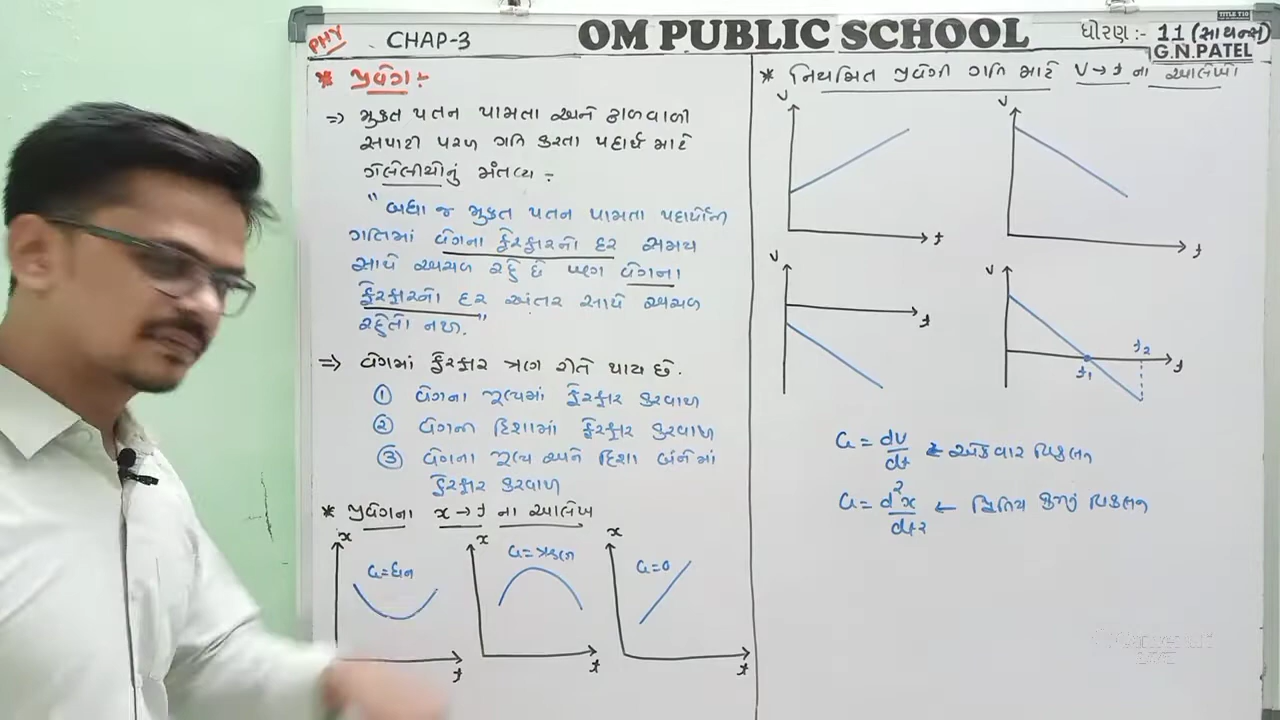 PHY
CHAP-3
OM PUBLIC SCHOOL
ધોરણ :- 11 (સાયન્સ)
G.N.PATEL
* પ્રવેગ :-
⇒ મુક્ત પતન પામતા અને ઢાળવાળી
સપાટી પરથી ગતિ કરતા પદાર્થ માટે
ગેલેલીયોનું મંતવ્ય :-
" બધા જ મુક્ત પતન પામતા પદાર્થોની
ગતિમાં વેગના ફેરફારનો દર સમય
સાથે અચળ રહે છે પણ વેગના
ફેરફારનો દર અંતર સાથે અચળ
રહેતો નથી."
⇒ વેગમાં ફેરફાર ત્રણ રીતે થાય છે.
① વેગના મૂલ્યમાં ફેરફાર કરવાથી
② વેગની દિશામાં ફેરફાર કરવાથી
③ વેગના મૂલ્ય અને દિશા બંનેમાં
ફેરફાર કરવાથી
* પ્રવેગના x→t ના આલેખ
x a=ધન t
x a=ઋણ t
x a=0 t
* નિયમિત પ્રવેગી ગતિ માટે v→t ના આલેખો
v t
v t
v t
v t₁ t₂ t
a = dv/dt ← એકવાર વિકલન
a = d²x/dt² ← દ્વિતિય ક્રમનું વિકલન